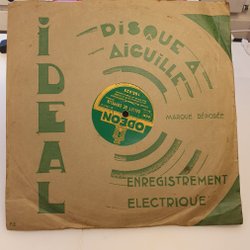 IDEAL
DISQUE A
AIGUILLE
MARQUE DÉPOSÉE
ODEON
ENREGISTREMENT
ELECTRIQUE